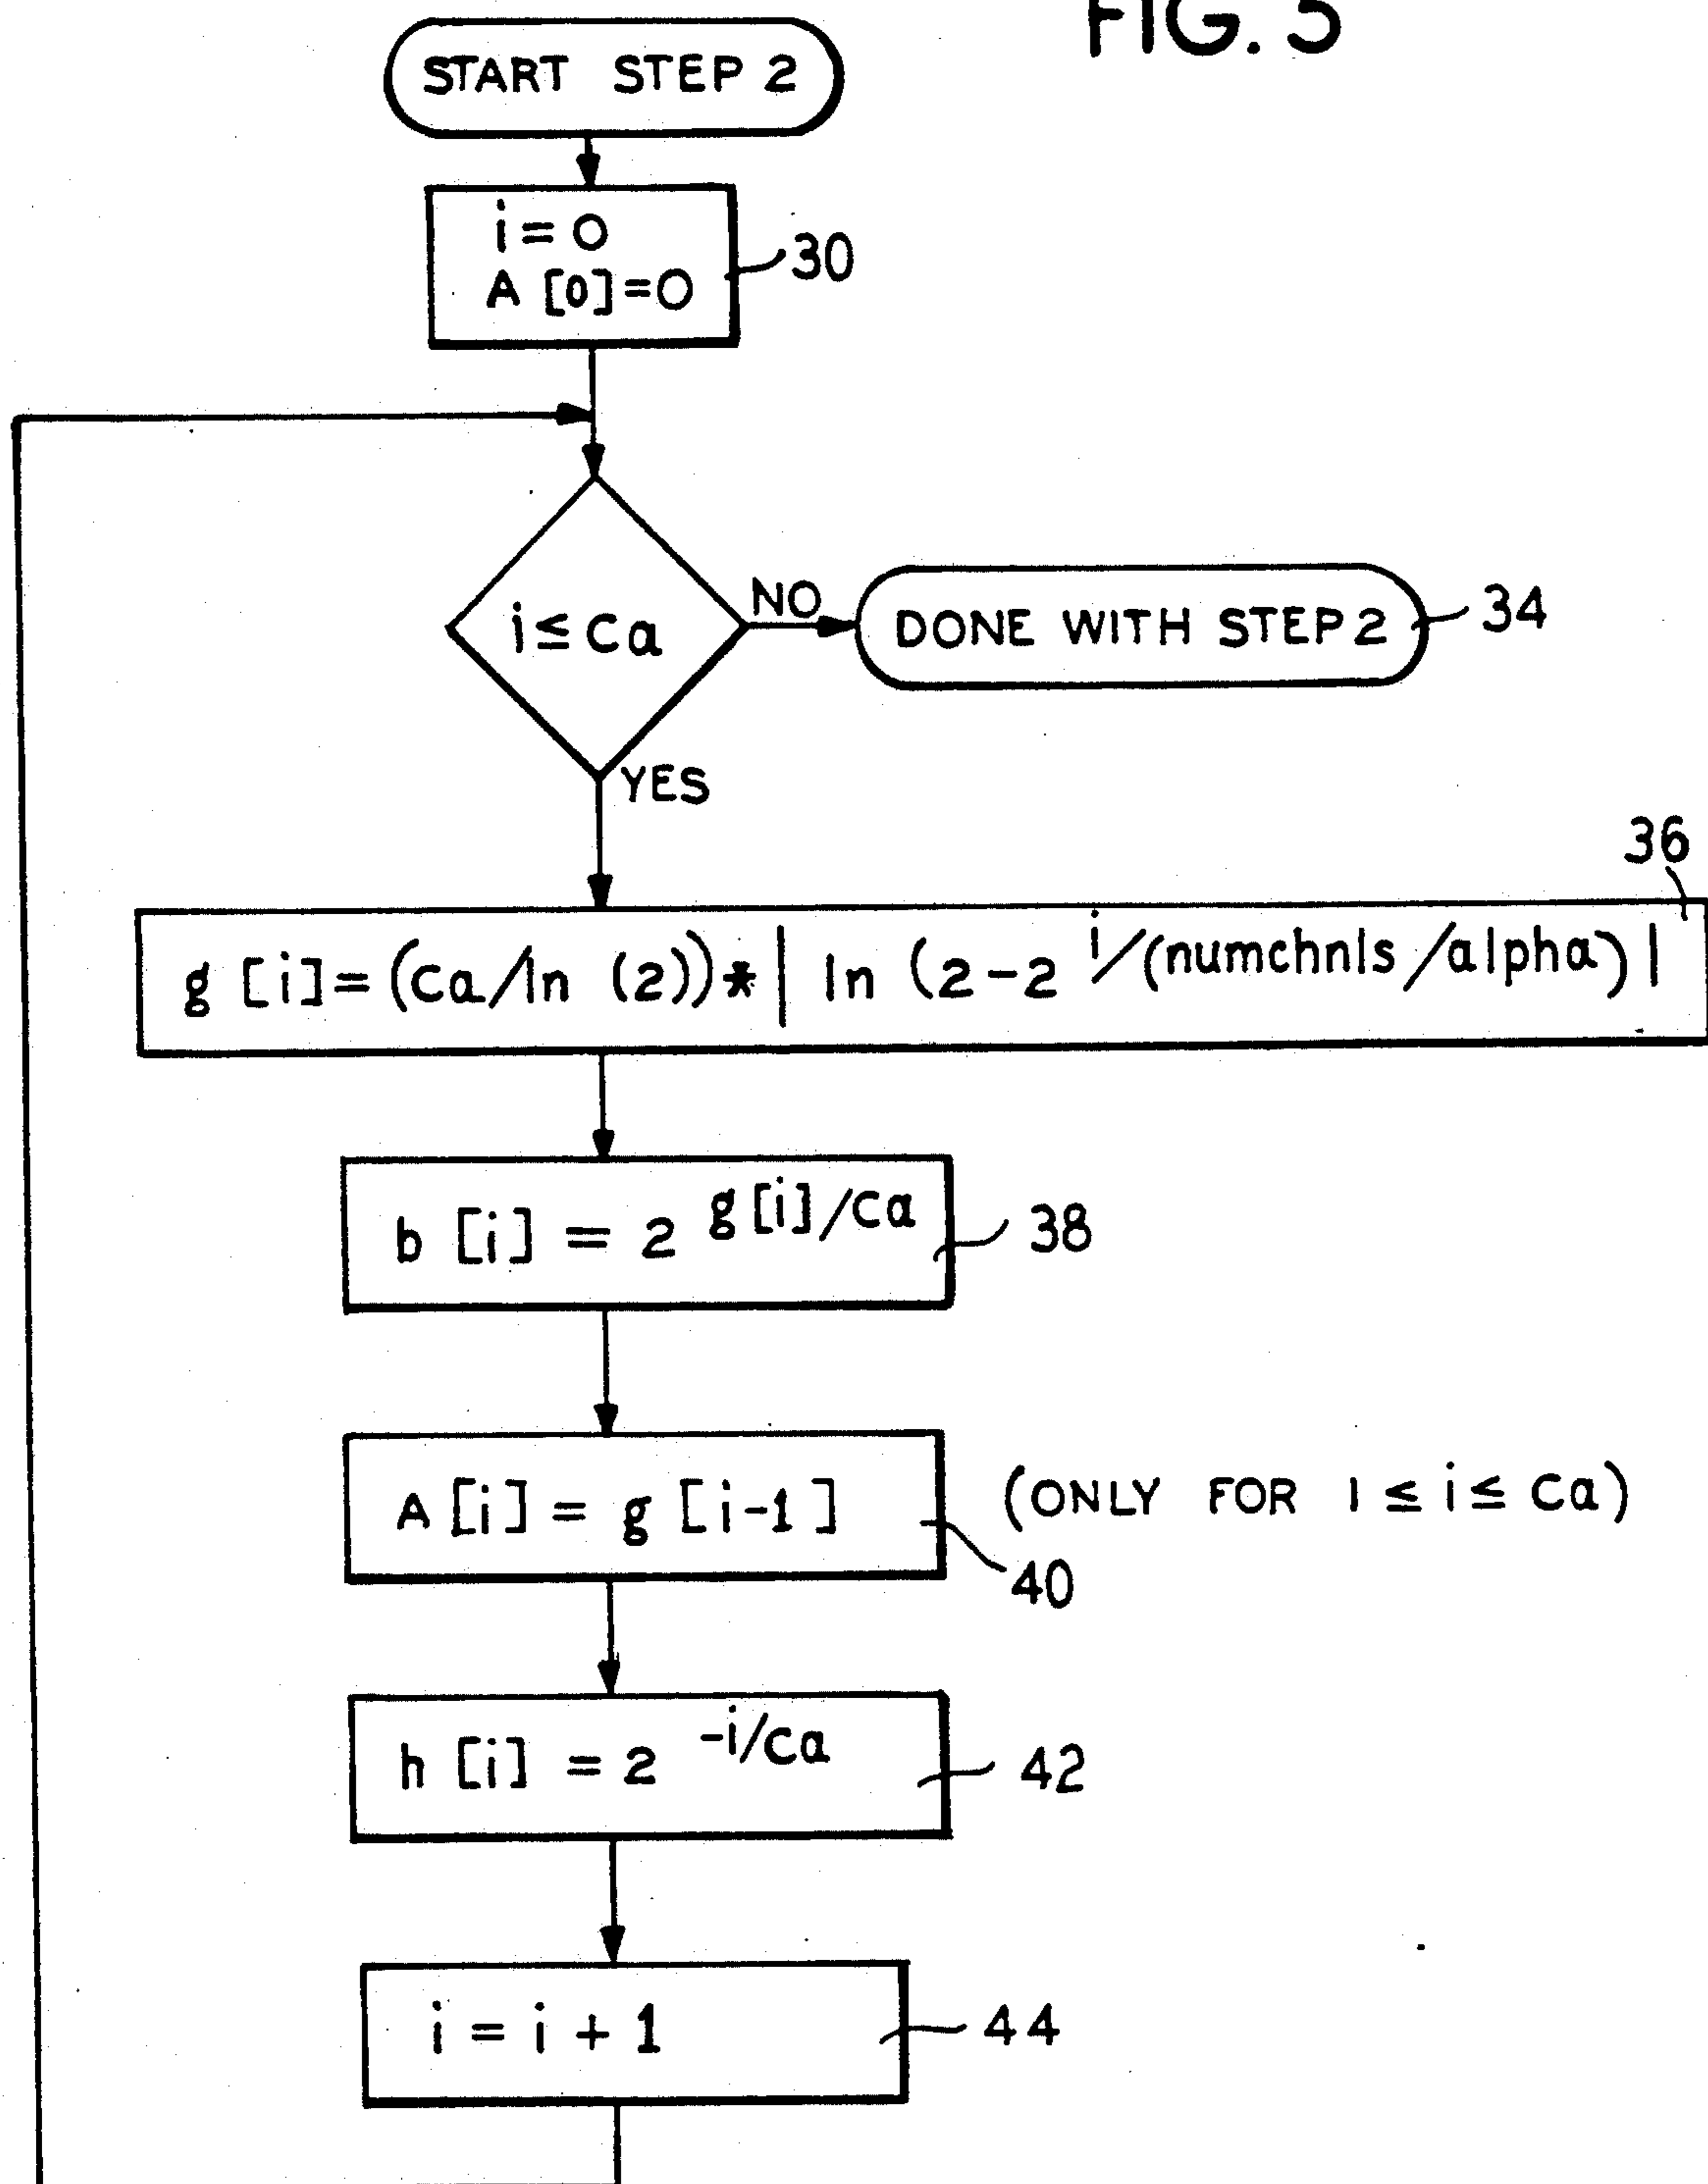 FIG. 5
START STEP 2
i = 0
A [0] = 0
30
i ≤ Ca
NO
DONE WITH STEP 2
34
YES
36
g [i] = (Ca/ln (2)) * | ln (2-2 i/(numchnls/alpha) |
b [i] = 2 g[i]/Ca
38
A [i] = g [i-1]
(ONLY FOR 1 ≤ i ≤ Ca)
40
h [i] = 2 -i/Ca
42
i = i + 1
44